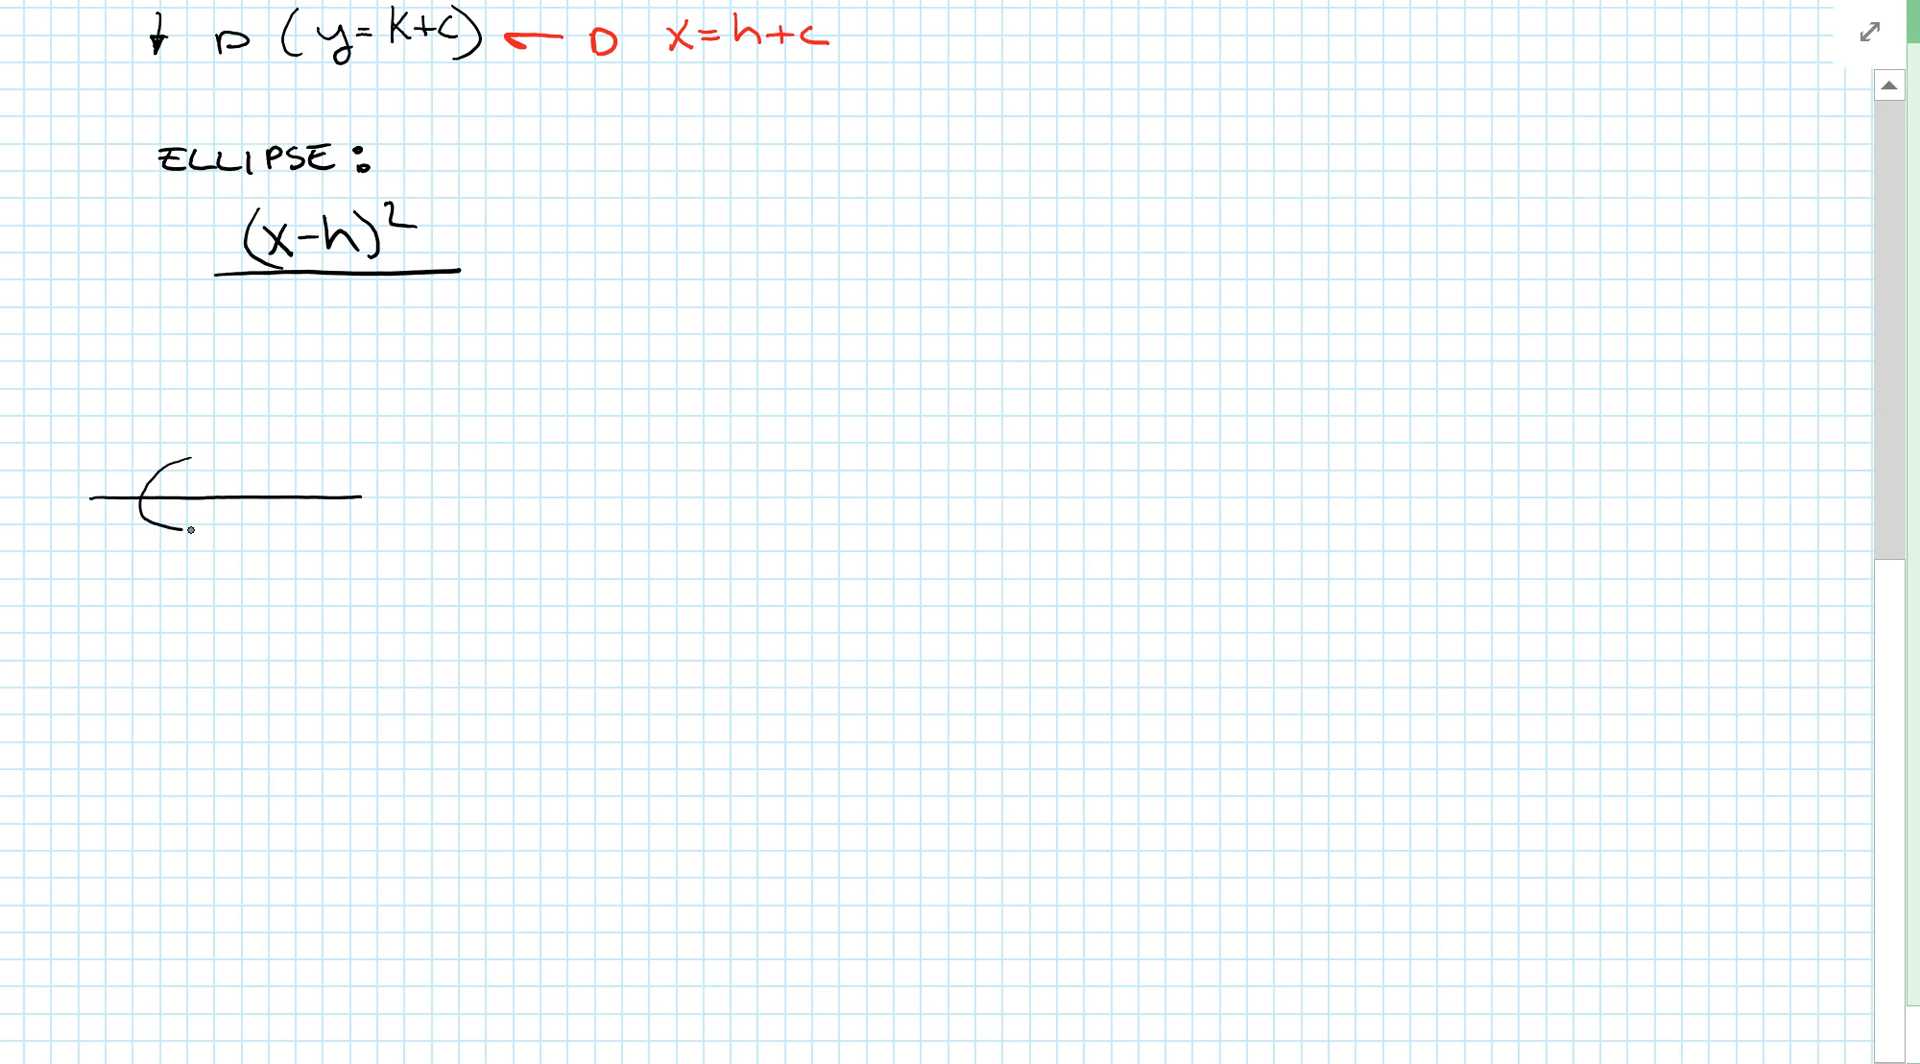 ↓ D (y=k+c) ← D x=h+c
ELLIPSE:
(x-h)²